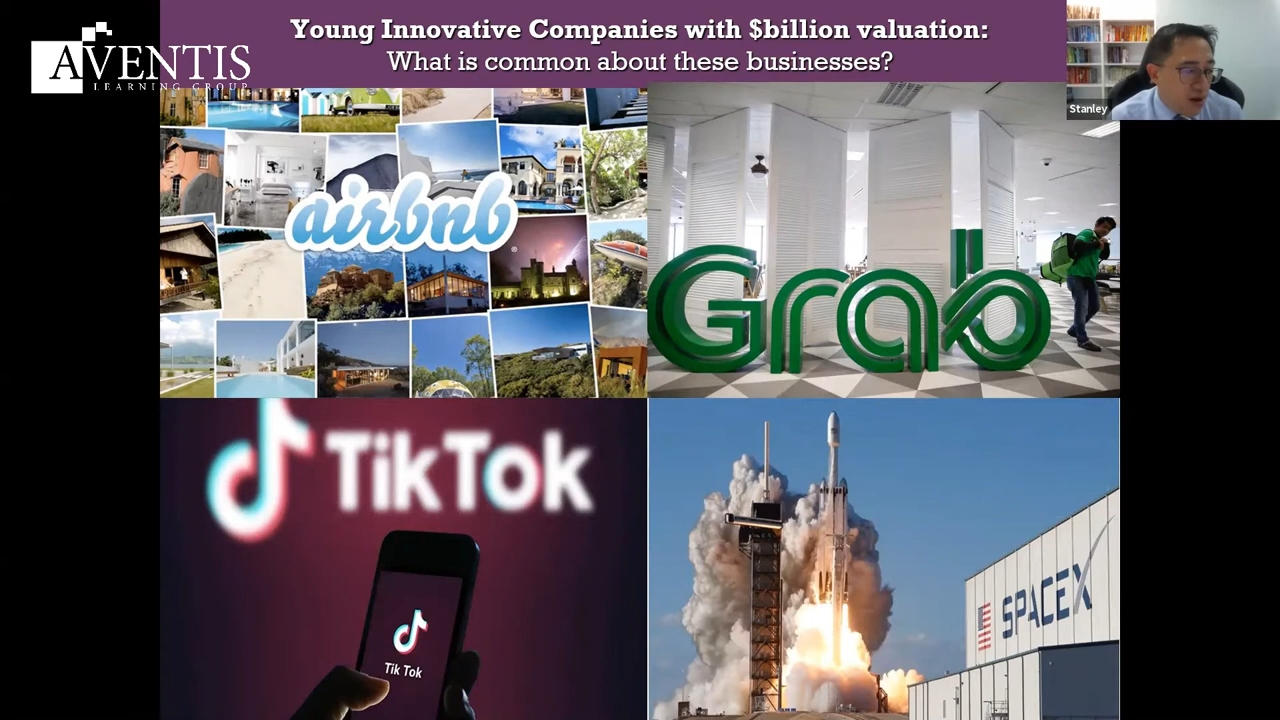 AVENTIS
LEARNING GROUP
Young Innovative Companies with $billion valuation:
What is common about these businesses?
Stanley
airbnb
Grab
TikTok
Tik Tok
SPACEX